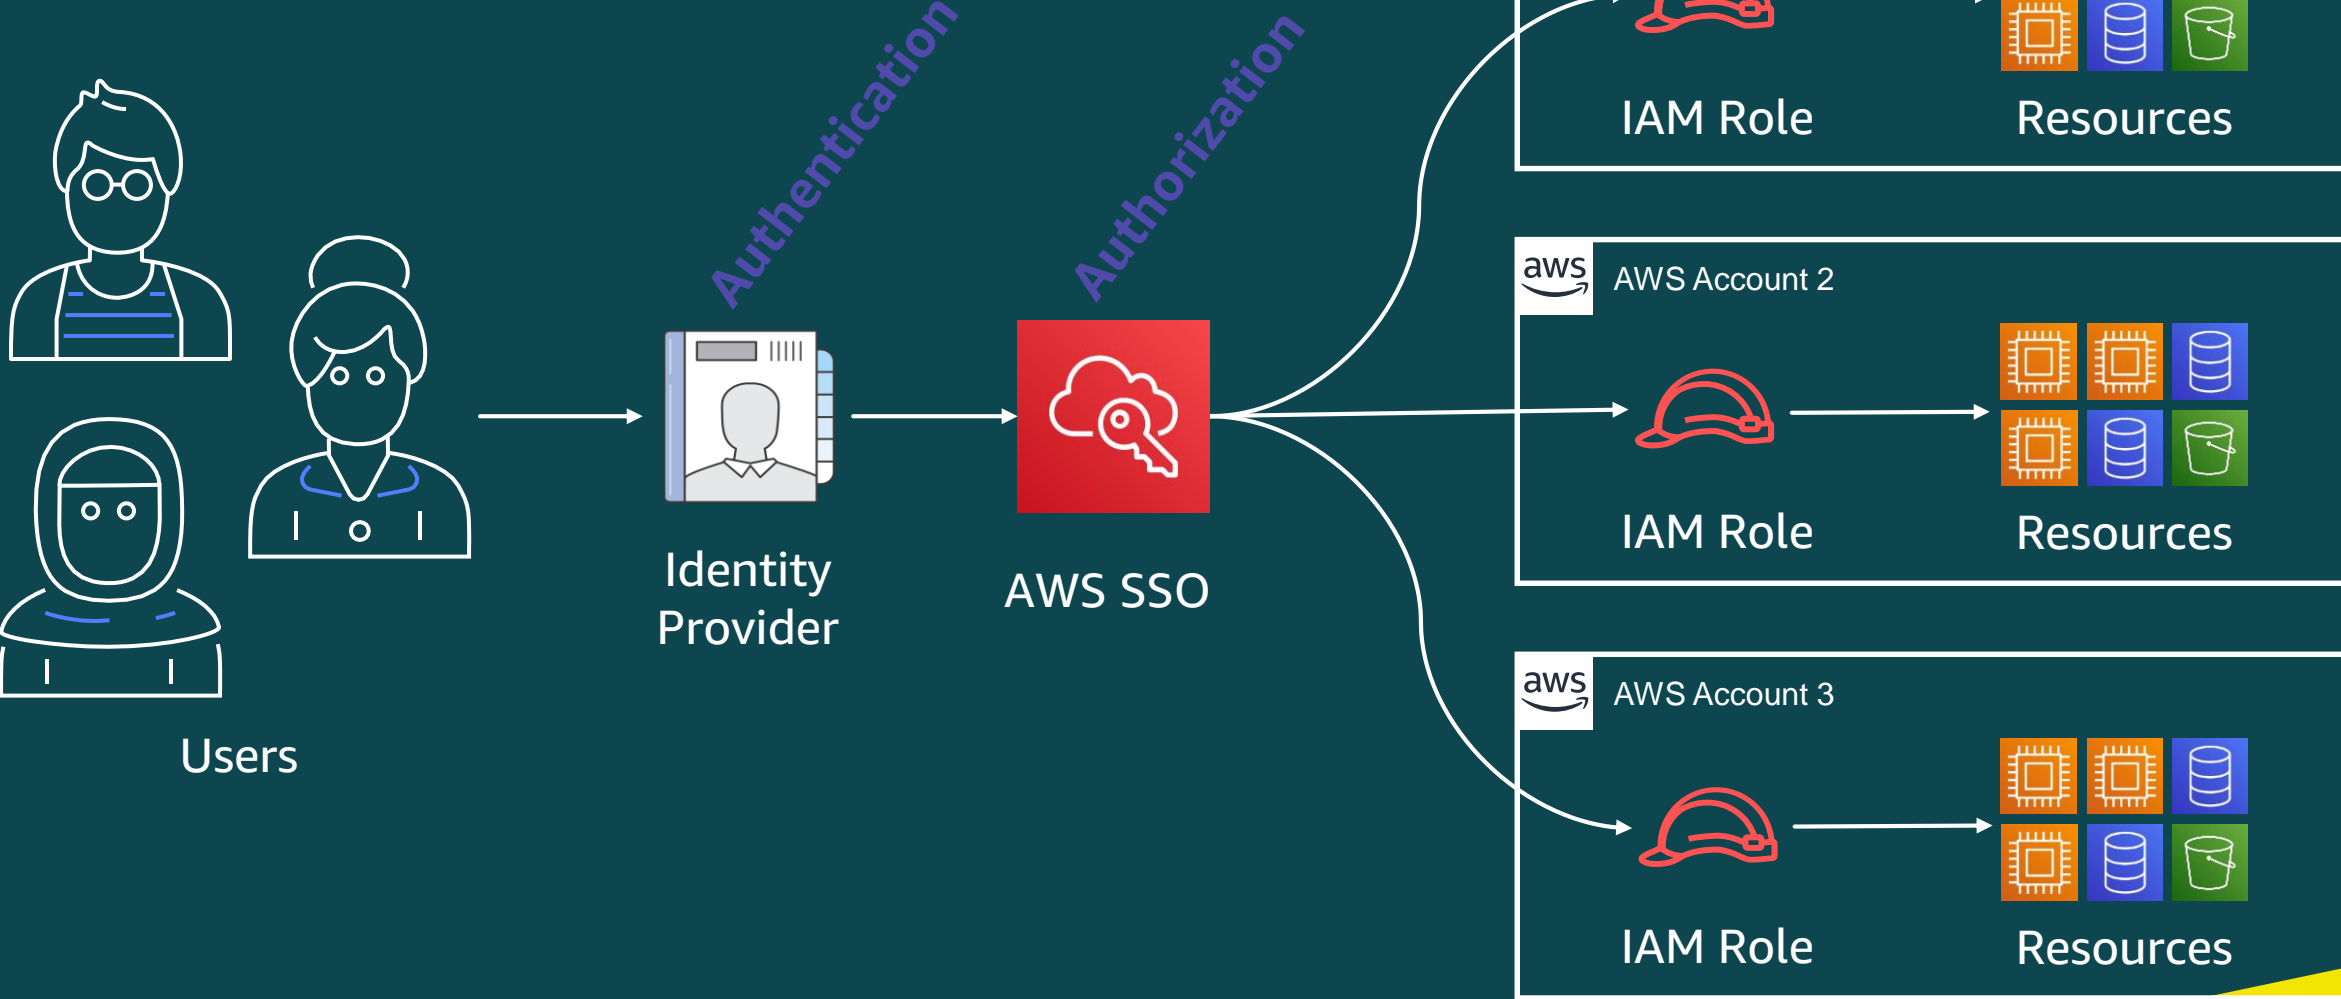 Authentication
Authorization
IAM Role
Resources
aws
AWS Account 2
IAM Role
Resources
Identity
Provider
AWS SSO
Users
aws
AWS Account 3
IAM Role
Resources